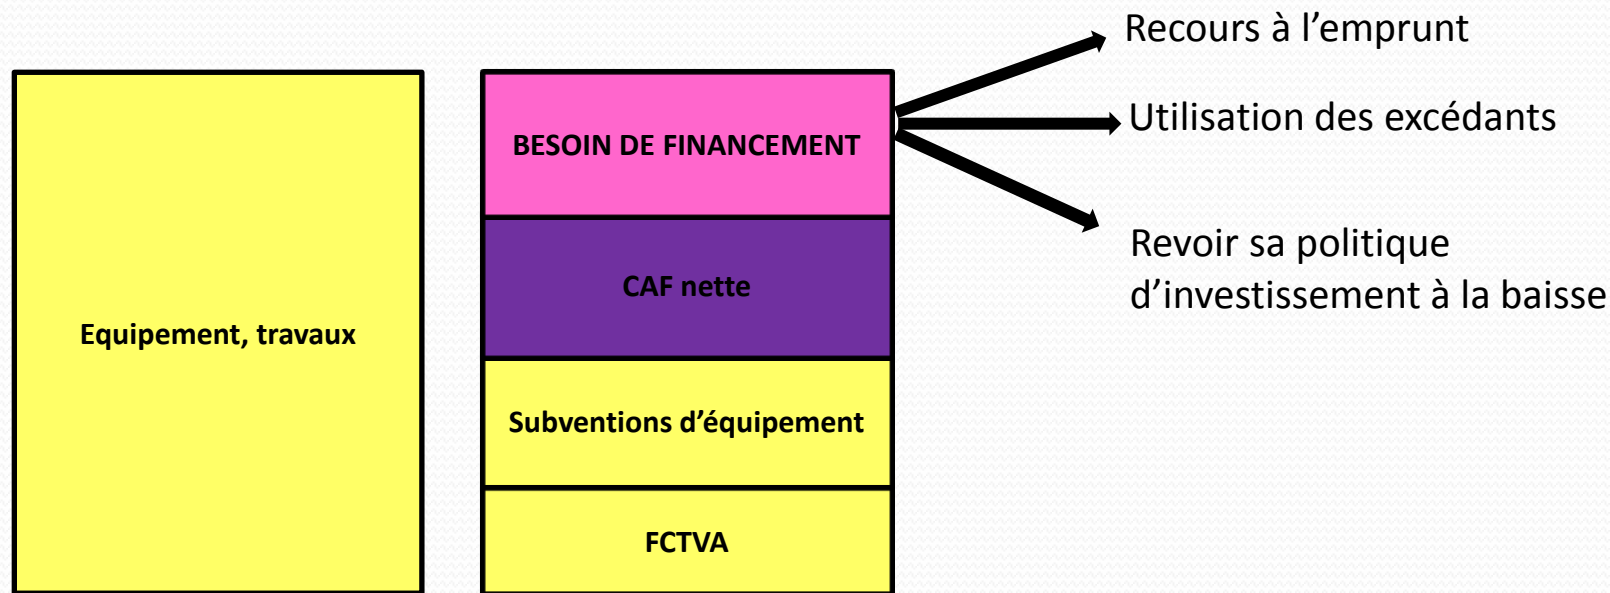 Recours à l’emprunt
Utilisation des excédants
Revoir sa politique
d’investissement à la baisse
BESOIN DE FINANCEMENT
CAF nette
Equipement, travaux
Subventions d’équipement
FCTVA